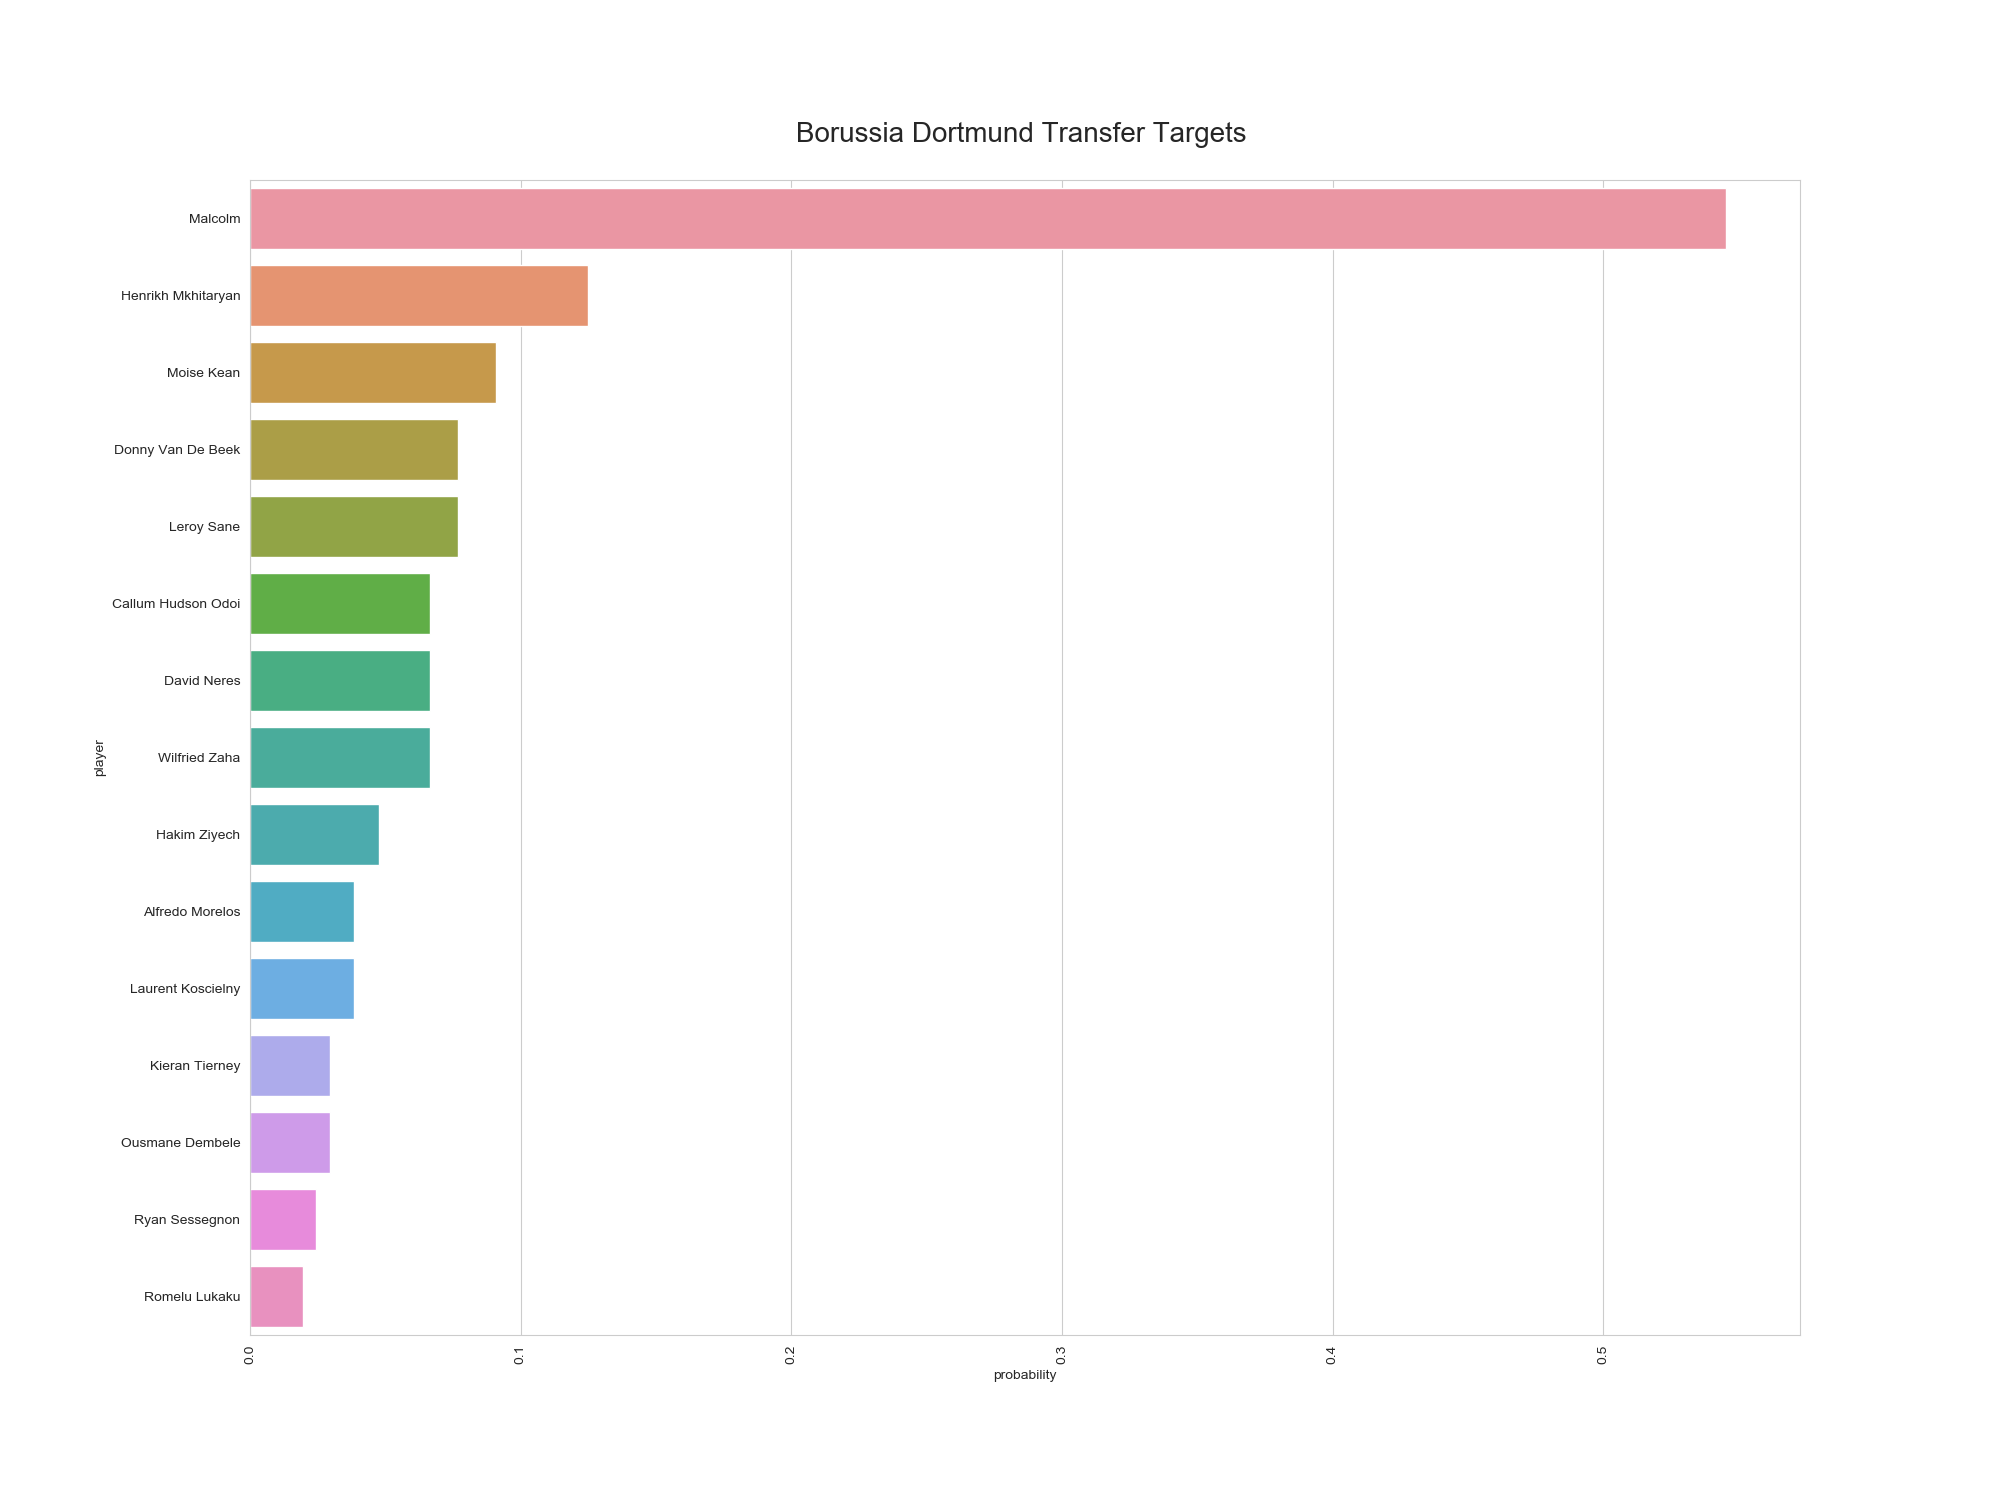 Borussia Dortmund Transfer Targets
Malcolm
Henrikh Mkhitaryan
Moise Kean
Donny Van De Beek
Leroy Sane
Callum Hudson Odoi
David Neres
Wilfried Zaha
Hakim Ziyech
Alfredo Morelos
Laurent Koscielny
Kieran Tierney
Ousmane Dembele
Ryan Sessegnon
Romelu Lukaku
player
0.0
0.1
0.2
0.3
0.4
0.5
probability